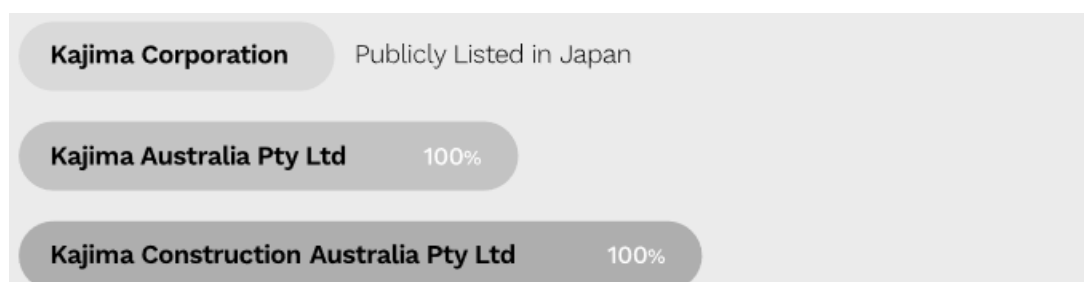 Kajima Corporation Publicly Listed in Japan
Kajima Australia Pty Ltd 100%
Kajima Construction Australia Pty Ltd 100%